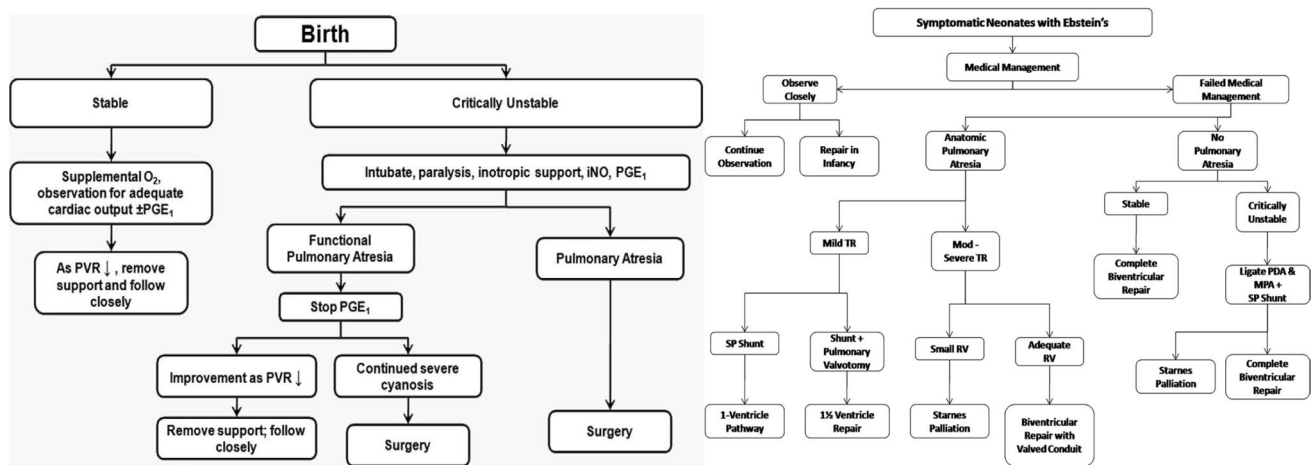 Birth
Stable
Critically Unstable
Supplemental O₂,
observation for adequate
cardiac output ±PGE₁
Intubate, paralysis, inotropic support, iNO, PGE₁
As PVR ↓, remove
support and follow
closely
Functional
Pulmonary Atresia
Pulmonary Atresia
Stop PGE₁
Improvement as PVR ↓
Continued severe
cyanosis
Remove support; follow
closely
Surgery
Surgery
Symptomatic Neonates with Ebstein's
Medical Management
Observe
Closely
Failed Medical
Management
Continue
Observation
Repair in
Infancy
Anatomic
Pulmonary
Atresia
No
Pulmonary
Atresia
Stable
Critically
Unstable
Mild TR
Mod -
Severe TR
Complete
Biventricular
Repair
Ligate PDA &
MPA +
SP Shunt
SP Shunt
Shunt +
Pulmonary
Valvotomy
Small RV
Adequate
RV
Starnes
Palliation
Complete
Biventricular
Repair
1-Ventricle
Pathway
1½ Ventricle
Repair
Starnes
Palliation
Biventricular
Repair with
Valved Conduit